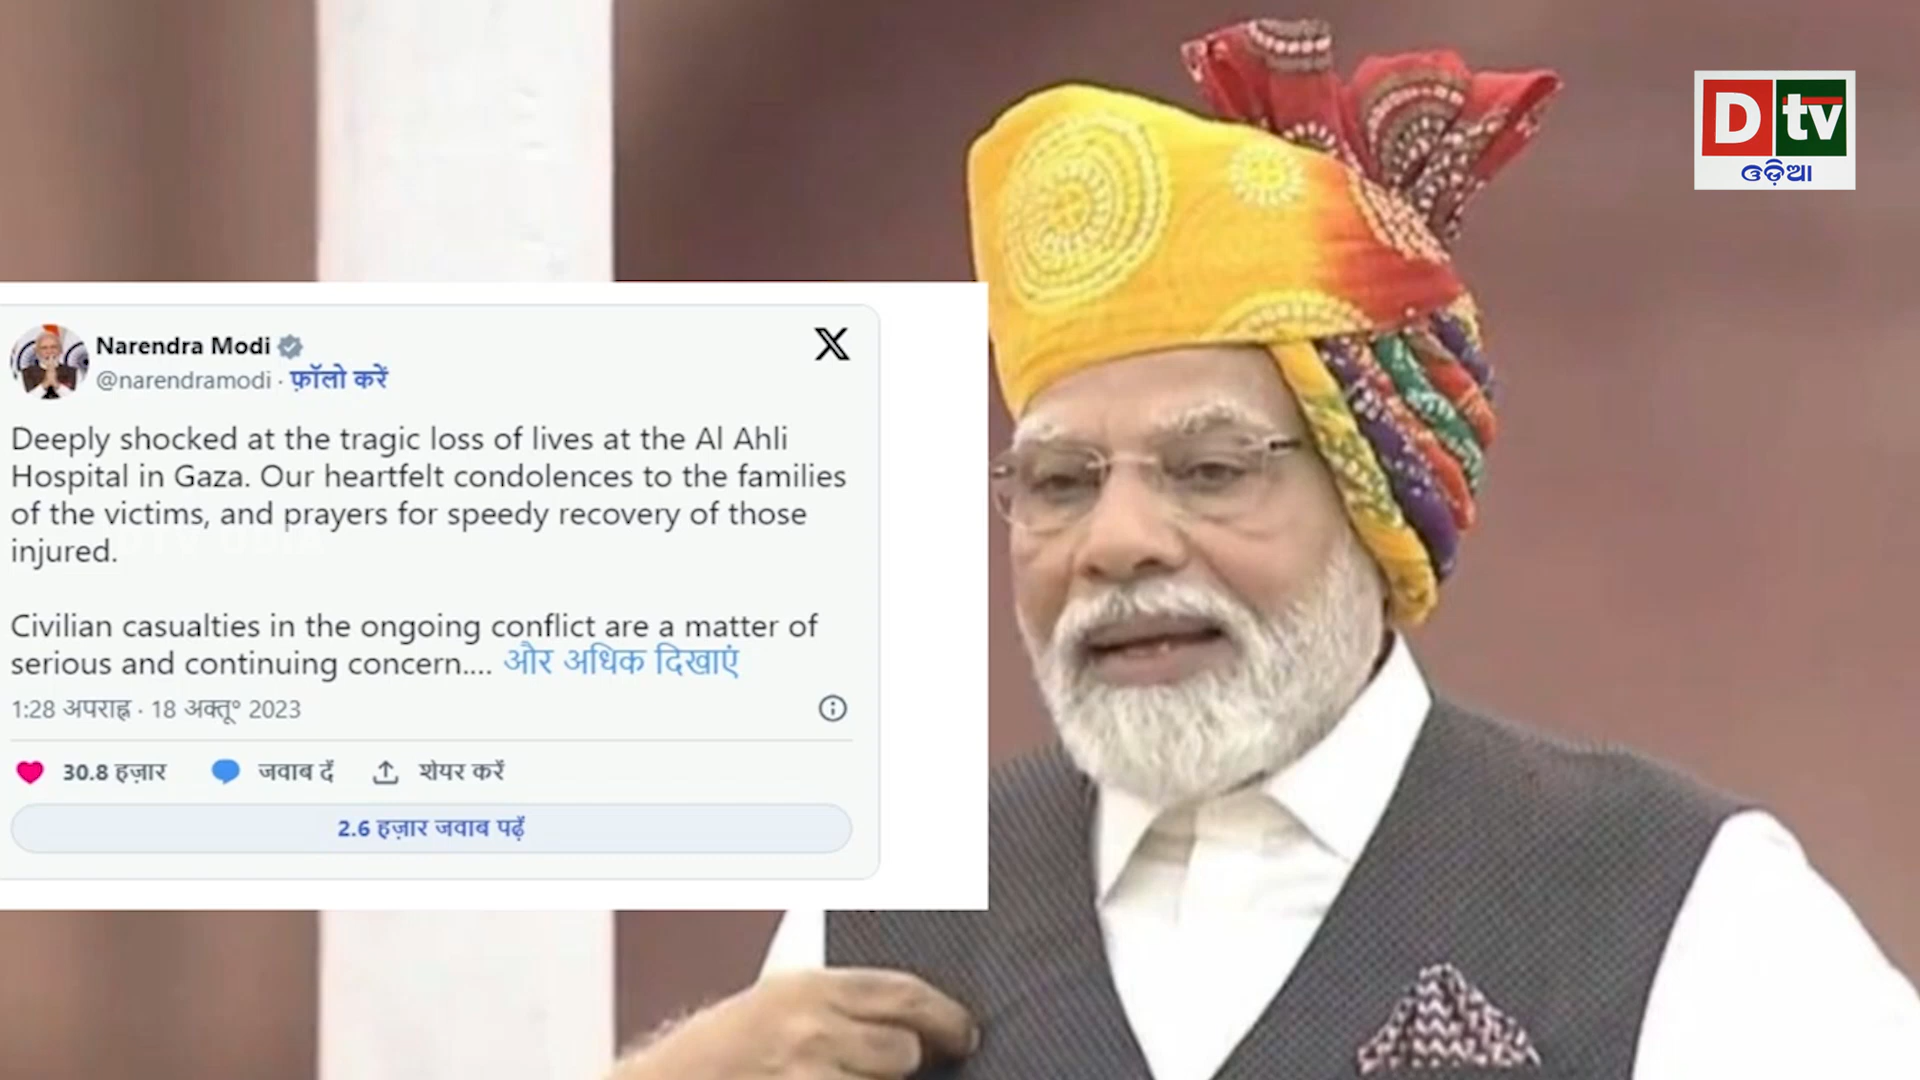 D tv
ଓଡ଼ିଆ
Narendra Modi
@narendramodi · फ़ॉलो करें
Deeply shocked at the tragic loss of lives at the Al Ahli
Hospital in Gaza. Our heartfelt condolences to the families
of the victims, and prayers for speedy recovery of those
injured.
Civilian casualties in the ongoing conflict are a matter of
serious and continuing concern.... और अधिक दिखाएं
1:28 अपराह्न · 18 अक्तू॰ 2023
30.8 हज़ार जवाब दें शेयर करें
2.6 हज़ार जवाब पढ़ें